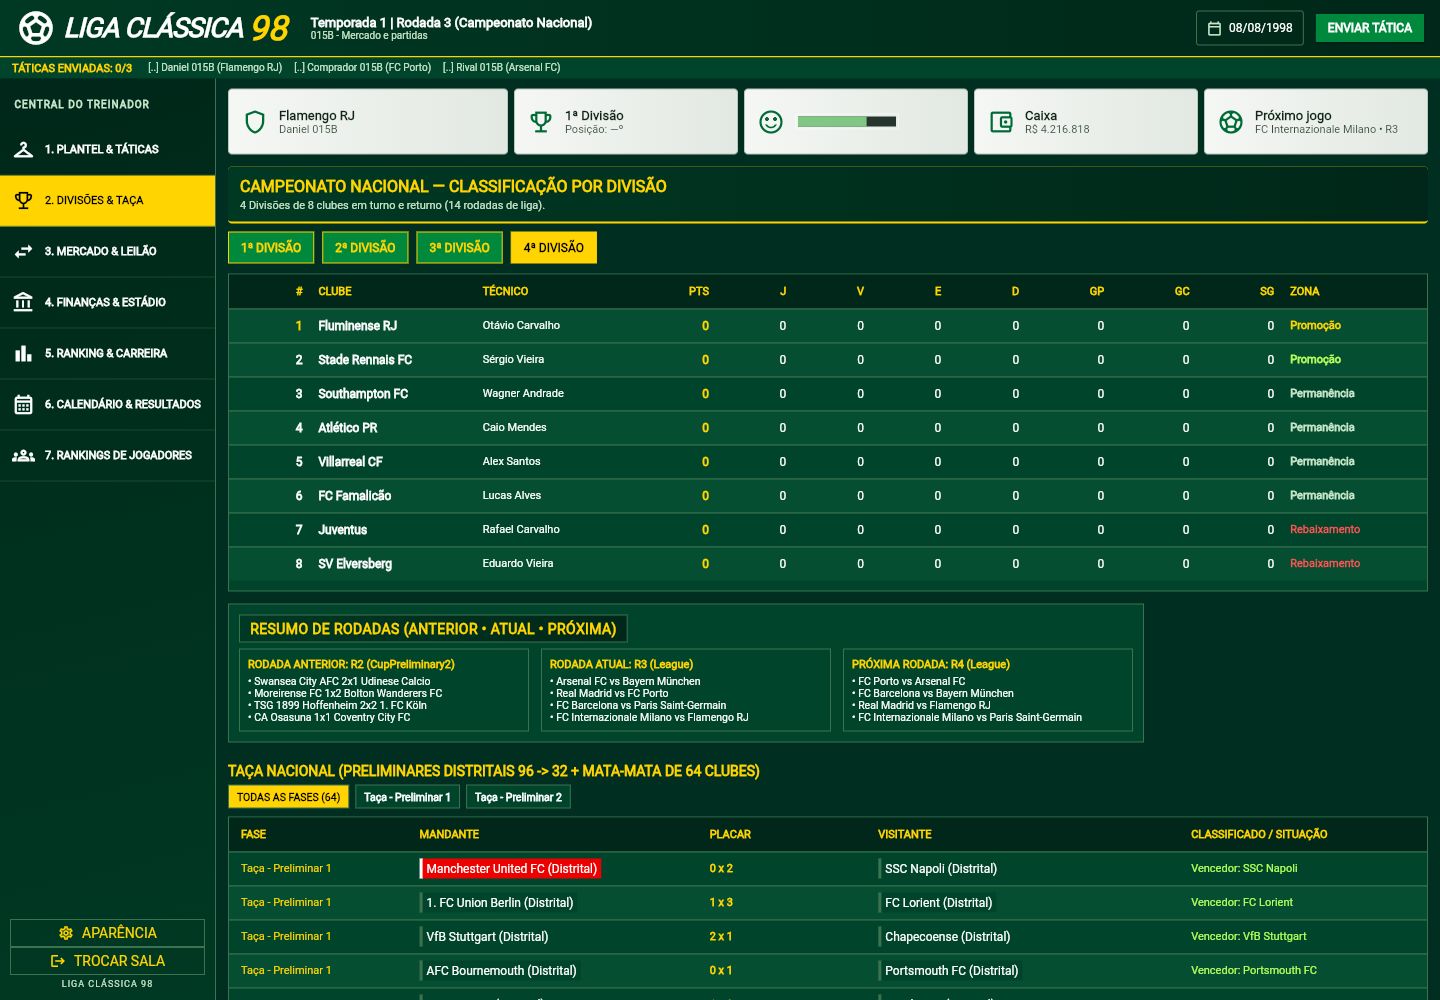 LIGA CLÁSSICA 98
Temporada 1 | Rodada 3 (Campeonato Nacional)
015B - Mercado e partidas
08/08/1998
ENVIAR TÁTICA
TÁTICAS ENVIADAS: 0/3 [..] Daniel 015B (Flamengo RJ) [..] Comprador 015B (FC Porto) [..] Rival 015B (Arsenal FC)
CENTRAL DO TREINADOR
1. PLANTEL & TÁTICAS
2. DIVISÕES & TAÇA
3. MERCADO & LEILÃO
4. FINANÇAS & ESTÁDIO
5. RANKING & CARREIRA
6. CALENDÁRIO & RESULTADOS
7. RANKINGS DE JOGADORES
APARÊNCIA
TROCAR SALA
LIGA CLÁSSICA 98
Flamengo RJ
Daniel 015B
1ª Divisão
Posição: —º
Caixa
R$ 4.216.818
Próximo jogo
FC Internazionale Milano • R3
CAMPEONATO NACIONAL — CLASSIFICAÇÃO POR DIVISÃO
4 Divisões de 8 clubes em turno e returno (14 rodadas de liga).
1ª DIVISÃO 2ª DIVISÃO 3ª DIVISÃO 4ª DIVISÃO
# CLUBE TÉCNICO PTS J V E D GP GC SG ZONA
1 Fluminense RJ Otávio Carvalho 0 0 0 0 0 0 0 0 Promoção
2 Stade Rennais FC Sérgio Vieira 0 0 0 0 0 0 0 0 Promoção
3 Southampton FC Wagner Andrade 0 0 0 0 0 0 0 0 Permanência
4 Atlético PR Caio Mendes 0 0 0 0 0 0 0 0 Permanência
5 Villarreal CF Alex Santos 0 0 0 0 0 0 0 0 Permanência
6 FC Famalicão Lucas Alves 0 0 0 0 0 0 0 0 Permanência
7 Juventus Rafael Carvalho 0 0 0 0 0 0 0 0 Rebaixamento
8 SV Elversberg Eduardo Vieira 0 0 0 0 0 0 0 0 Rebaixamento
RESUMO DE RODADAS (ANTERIOR • ATUAL • PRÓXIMA)
RODADA ANTERIOR: R2 (CupPreliminary2)
• Swansea City AFC 2x1 Udinese Calcio
• Moreirense FC 1x2 Bolton Wanderers FC
• TSG 1899 Hoffenheim 2x2 1. FC Köln
• CA Osasuna 1x1 Coventry City FC
RODADA ATUAL: R3 (League)
• Arsenal FC vs Bayern München
• Real Madrid vs FC Porto
• FC Barcelona vs Paris Saint-Germain
• FC Internazionale Milano vs Flamengo RJ
PRÓXIMA RODADA: R4 (League)
• FC Porto vs Arsenal FC
• FC Barcelona vs Bayern München
• Real Madrid vs Flamengo RJ
• FC Internazionale Milano vs Paris Saint-Germain
TAÇA NACIONAL (PRELIMINARES DISTRITAIS 96 -> 32 + MATA-MATA DE 64 CLUBES)
TODAS AS FASES (64) Taça - Preliminar 1 Taça - Preliminar 2
FASE MANDANTE PLACAR VISITANTE CLASSIFICADO / SITUAÇÃO
Taça - Preliminar 1 Manchester United FC (Distrital) 0 x 2 SSC Napoli (Distrital) Vencedor: SSC Napoli
Taça - Preliminar 1 1. FC Union Berlin (Distrital) 1 x 3 FC Lorient (Distrital) Vencedor: FC Lorient
Taça - Preliminar 1 VfB Stuttgart (Distrital) 2 x 1 Chapecoense (Distrital) Vencedor: VfB Stuttgart
Taça - Preliminar 1 AFC Bournemouth (Distrital) 0 x 1 Portsmouth FC (Distrital) Vencedor: Portsmouth FC